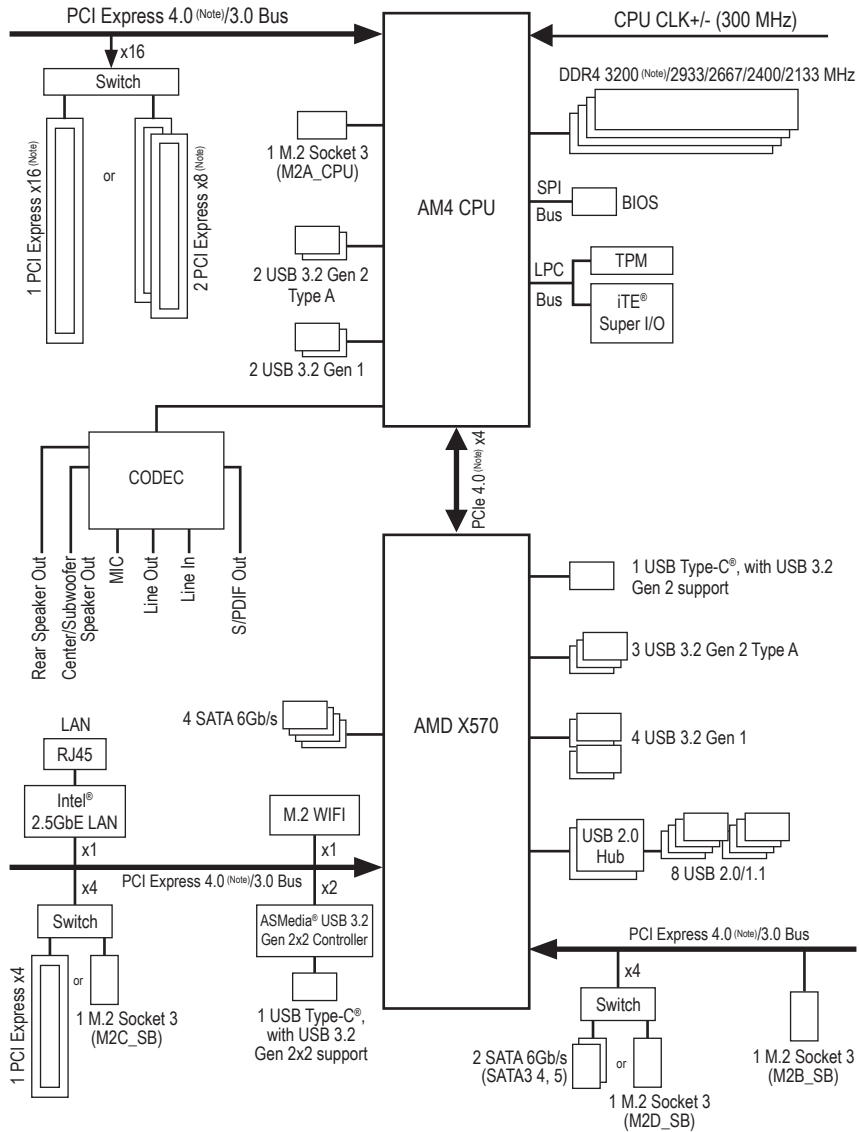 PCI Express 4.0 (Note)/3.0 Bus
x16
Switch
1 PCI Express x16 (Note)
or
2 PCI Express x8 (Note)
CPU CLK+/- (300 MHz)
DDR4 3200 (Note)/2933/2667/2400/2133 MHz
1 M.2 Socket 3
(M2A_CPU)
AM4 CPU
SPI
Bus
BIOS
2 USB 3.2 Gen 2
Type A
LPC
Bus
TPM
iTE®
Super I/O
2 USB 3.2 Gen 1
CODEC
Rear Speaker Out
Center/Subwoofer
Speaker Out
MIC
Line Out
Line In
S/PDIF Out
PCIe 4.0 (Note) x4
AMD X570
1 USB Type-C®, with USB 3.2
Gen 2 support
3 USB 3.2 Gen 2 Type A
4 SATA 6Gb/s
4 USB 3.2 Gen 1
USB 2.0
Hub
8 USB 2.0/1.1
LAN
RJ45
Intel®
2.5GbE LAN
x1
M.2 WIFI
x1
PCI Express 4.0 (Note)/3.0 Bus
x4
x2
Switch
1 PCI Express x4
or
1 M.2 Socket 3
(M2C_SB)
ASMedia® USB 3.2
Gen 2x2 Controller
1 USB Type-C®,
with USB 3.2
Gen 2x2 support
PCI Express 4.0 (Note)/3.0 Bus
x4
Switch
2 SATA 6Gb/s
(SATA3 4, 5)
or
1 M.2 Socket 3
(M2D_SB)
1 M.2 Socket 3
(M2B_SB)